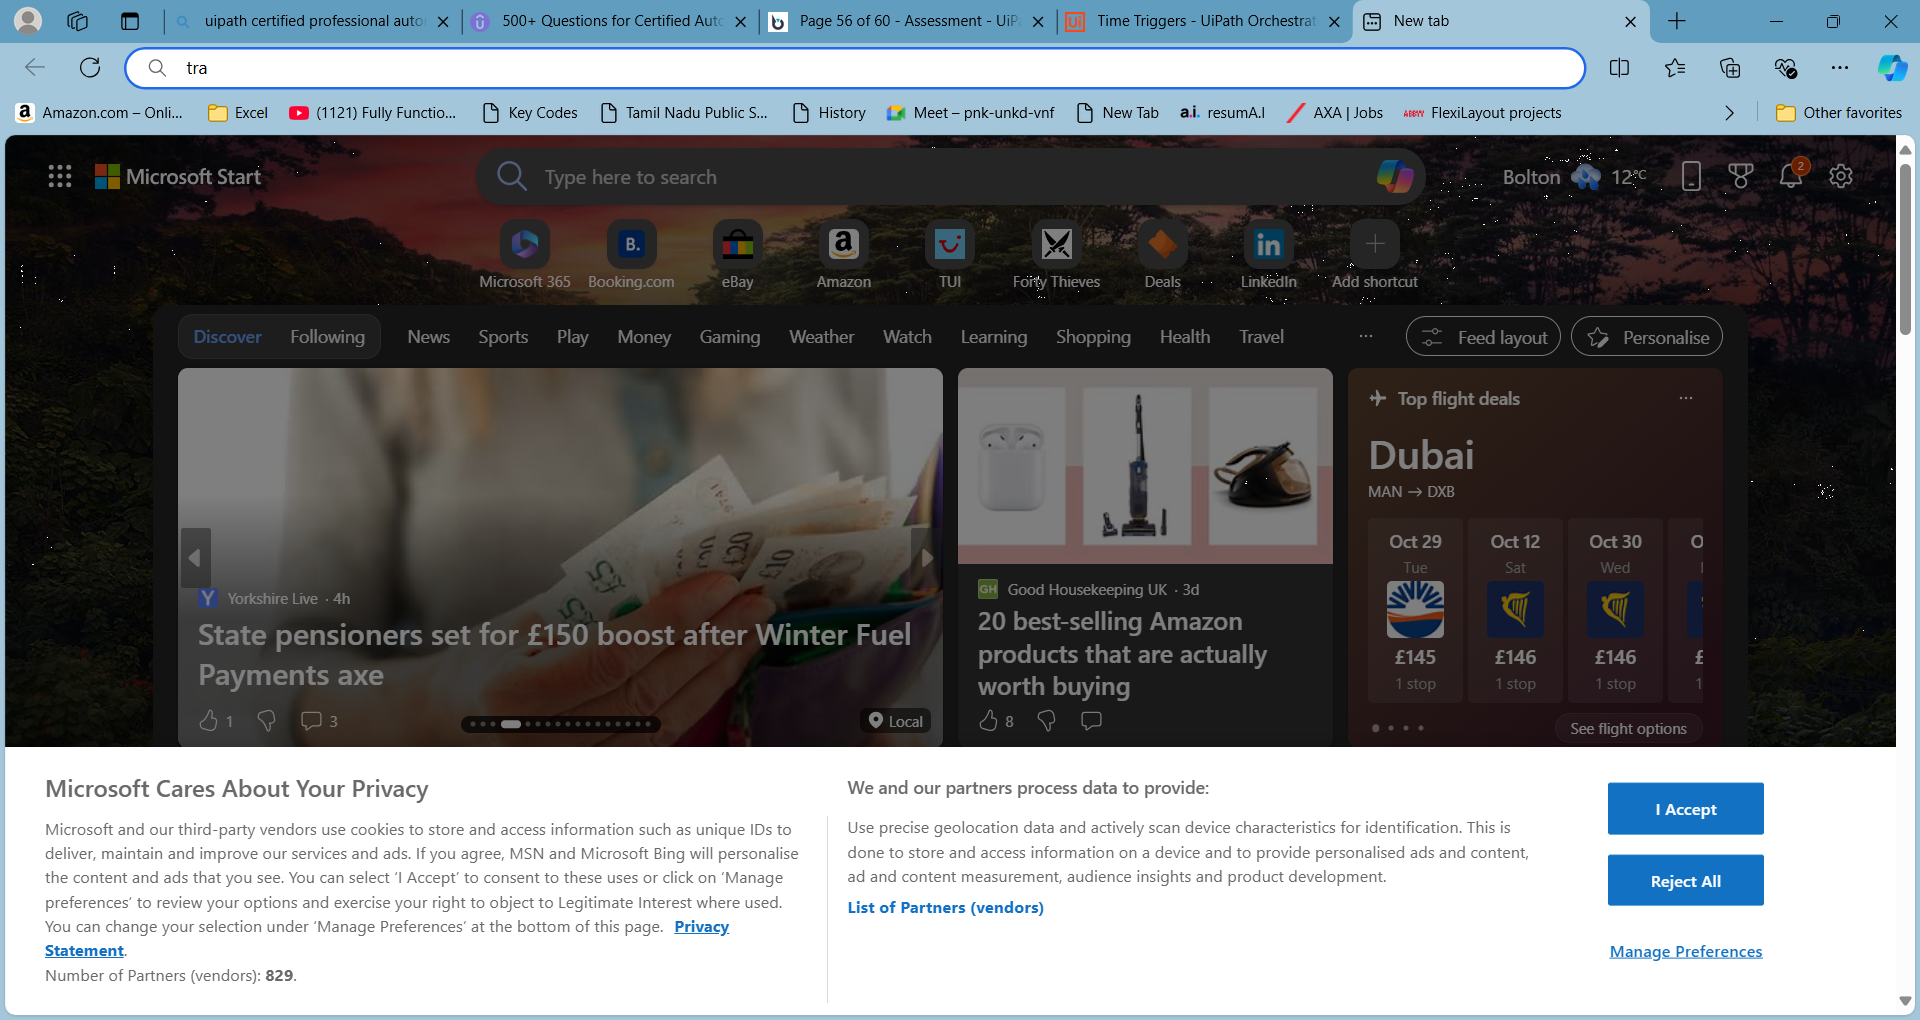 uipath certified professional auto
500+ Questions for Certified Auto
Page 56 of 60 - Assessment - UiP
Time Triggers - UiPath Orchestrat
New tab
tra
Amazon.com – Onli...
Excel
(1121) Fully Functio...
Key Codes
Tamil Nadu Public S...
History
Meet – pnk-unkd-vnf
New Tab
a.i. resumA.I
AXA | Jobs
ABBYY FlexiLayout projects
Other favorites
Microsoft Start
Type here to search
Bolton
12°C
2
Microsoft 365
Booking.com
eBay
Amazon
TUI
Forty Thieves
Deals
LinkedIn
Add shortcut
Discover
Following
News
Sports
Play
Money
Gaming
Weather
Watch
Learning
Shopping
Health
Travel
Feed layout
Personalise
Yorkshire Live · 4h
State pensioners set for £150 boost after Winter Fuel
Payments axe
1
3
Local
GH Good Housekeeping UK · 3d
20 best-selling Amazon
products that are actually
worth buying
8
Top flight deals
Dubai
MAN → DXB
Oct 29
Tue
£145
1 stop
Oct 12
Sat
£146
1 stop
Oct 30
Wed
£146
1 stop
See flight options
Microsoft Cares About Your Privacy
Microsoft and our third-party vendors use cookies to store and access information such as unique IDs to
deliver, maintain and improve our services and ads. If you agree, MSN and Microsoft Bing will personalise
the content and ads that you see. You can select ‘I Accept’ to consent to these uses or click on ‘Manage
preferences’ to review your options and exercise your right to object to Legitimate Interest where used.
You can change your selection under ‘Manage Preferences’ at the bottom of this page. Privacy
Statement.
Number of Partners (vendors): 829.
We and our partners process data to provide:
Use precise geolocation data and actively scan device characteristics for identification. This is
done to store and access information on a device and to provide personalised ads and content,
ad and content measurement, audience insights and product development.
List of Partners (vendors)
I Accept
Reject All
Manage Preferences